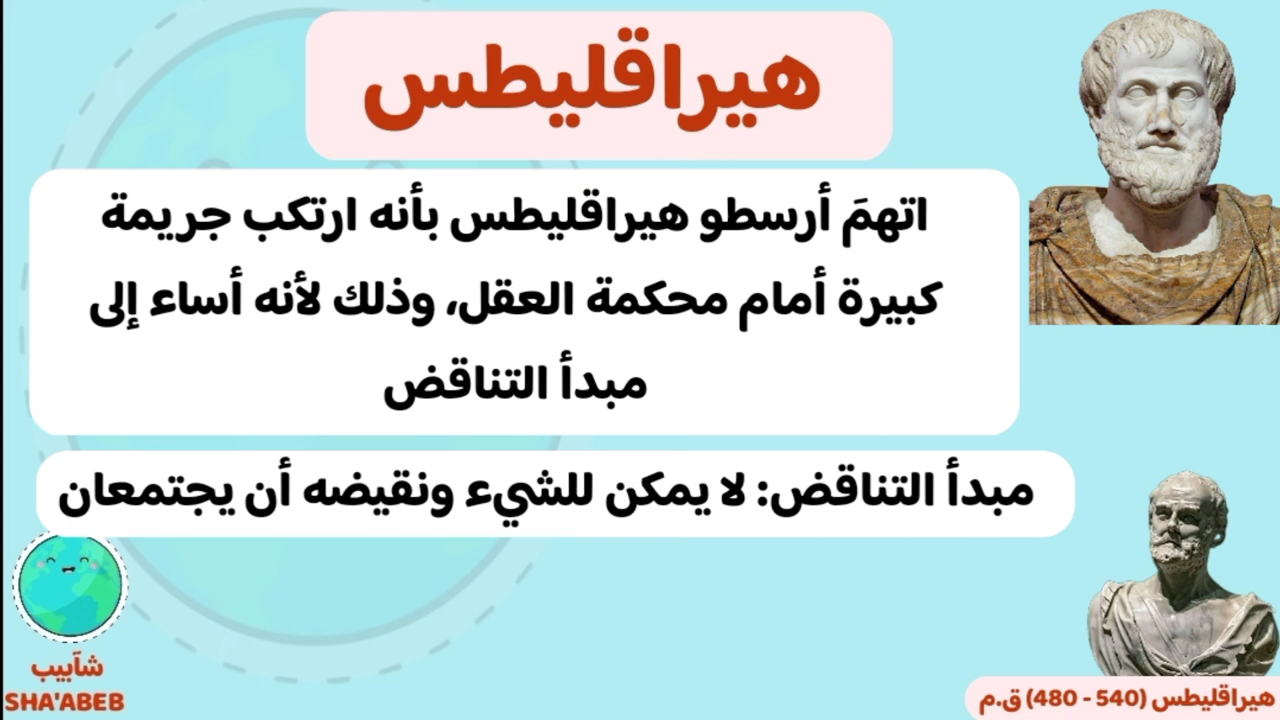 هيراقليطس
اتهمَ أرسطو هيراقليطس بأنه ارتكب جريمة
كبيرة أمام محكمة العقل، وذلك لأنه أساء إلى
مبدأ التناقض
مبدأ التناقض: لا يمكن للشيء ونقيضه أن يجتمعان
شآبيب
SHA'ABEB
هيراقليطس (540 - 480) ق.م